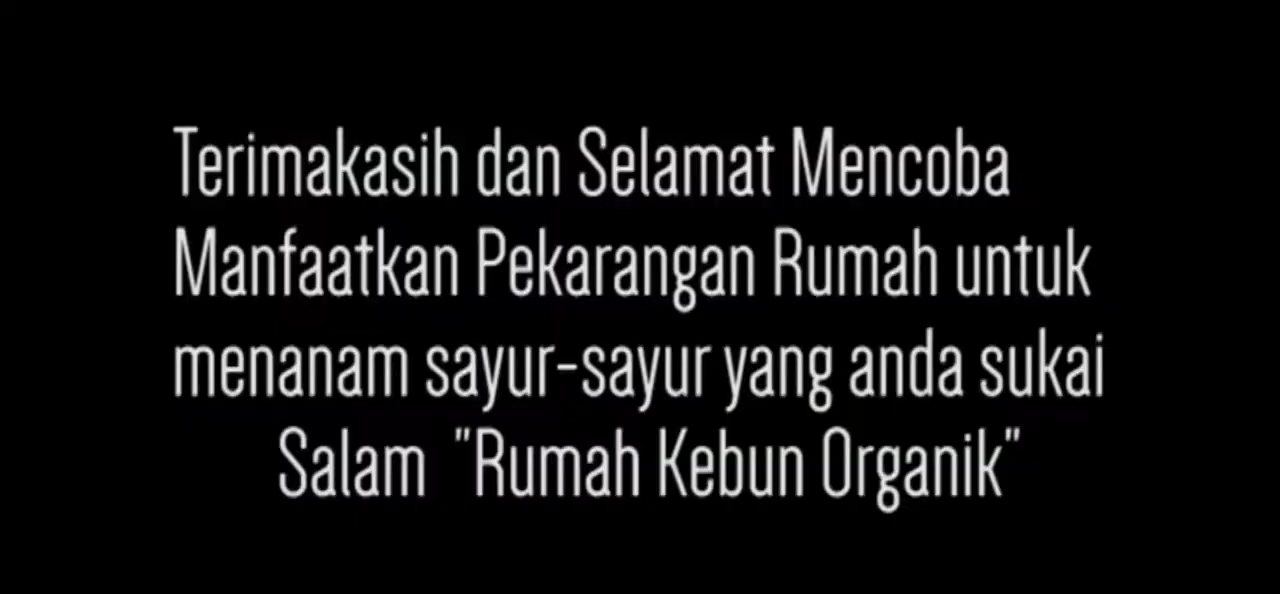 Terimakasih dan Selamat Mencoba
Manfaatkan Pekarangan Rumah untuk
menanam sayur-sayur yang anda sukai
Salam "Rumah Kebun Organik"